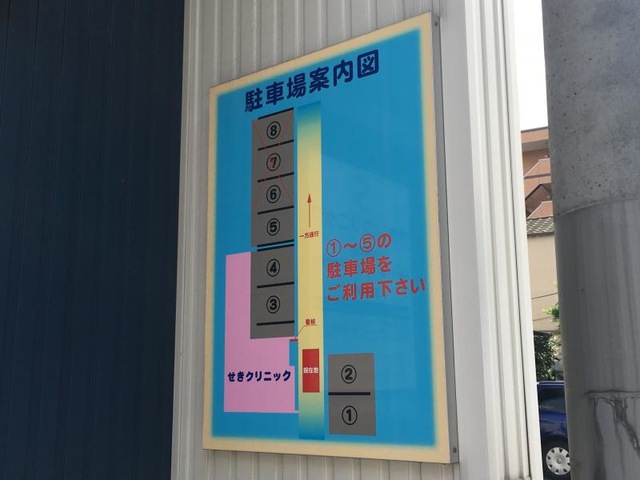 駐車場案内図
⑧
⑦
⑥
⑤
④
③
一方通行
①～⑤の
駐車場を
ご利用下さい
看板
せきクリニック
現在地
②
①